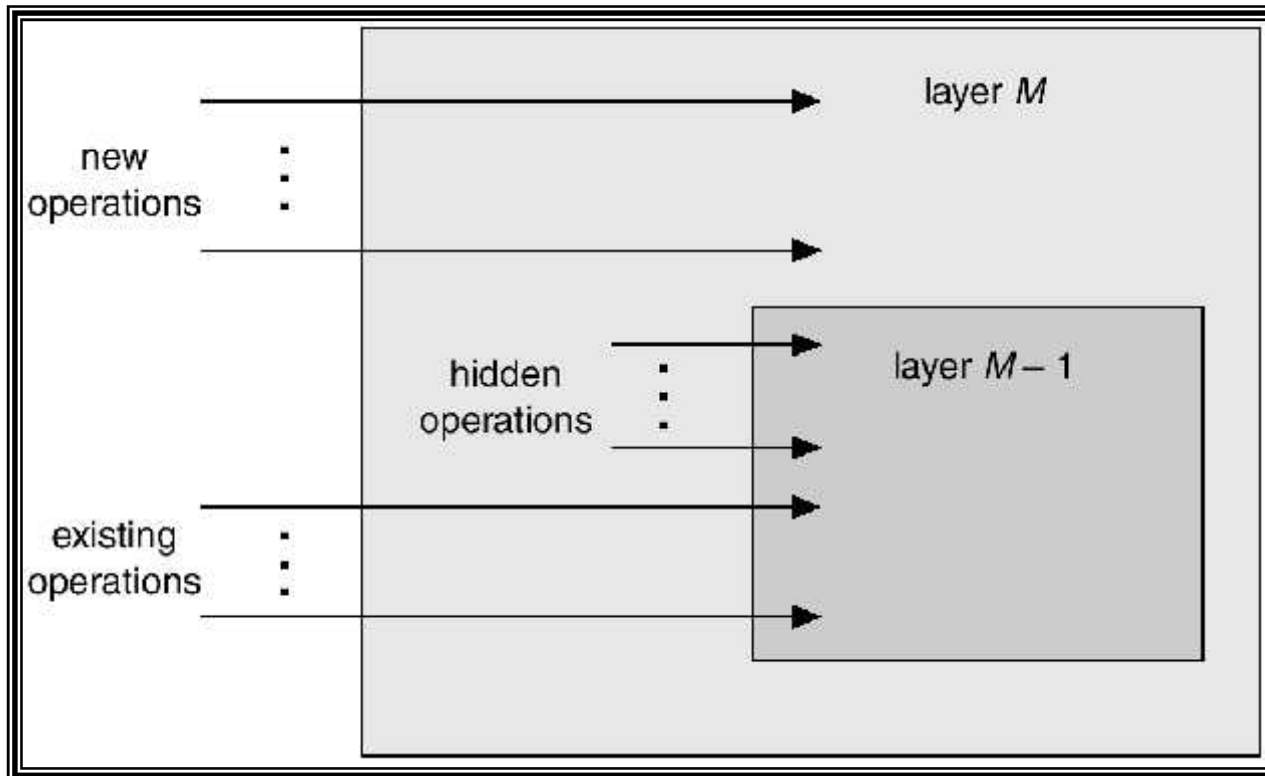 layer M
new
operations
hidden
operations
layer M – 1
existing
operations